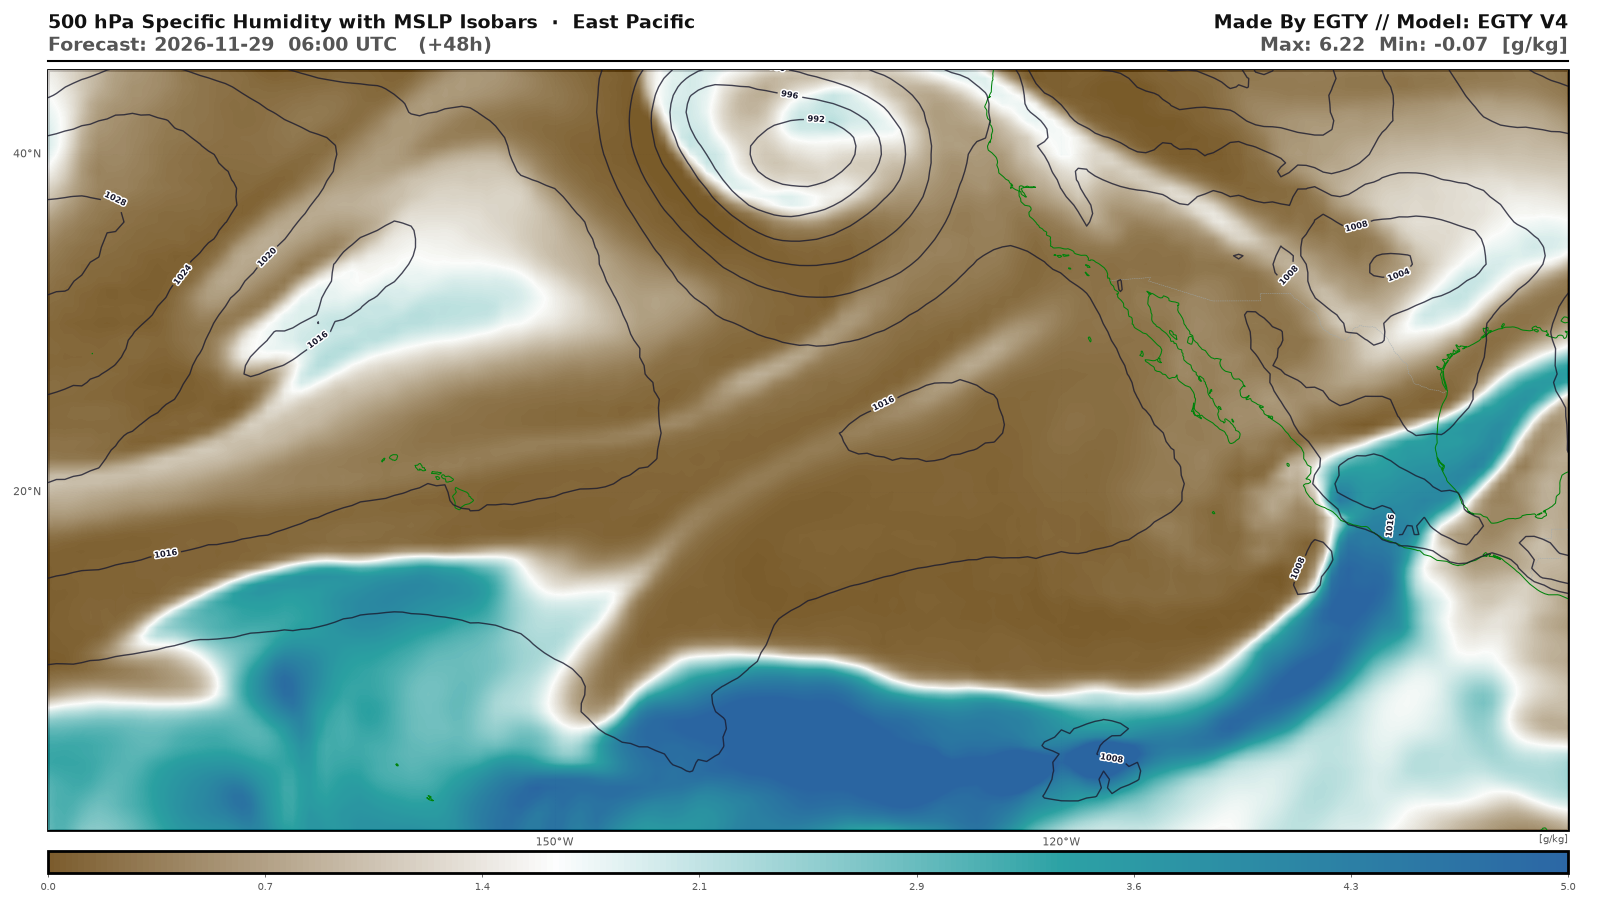 500 hPa Specific Humidity with MSLP Isobars · East Pacific
Made By EGTY // Model: EGTY V4
Forecast: 2026-11-29 06:00 UTC (+48h)
Max: 6.22 Min: -0.07 [g/kg]
996
992
40°N
1028
1008
1020
1024
1008
1004
1016
1016
20°N
1016
1016
1008
1008
150°W
120°W
[g/kg]
0.0
0.7
1.4
2.1
2.9
3.6
4.3
5.0